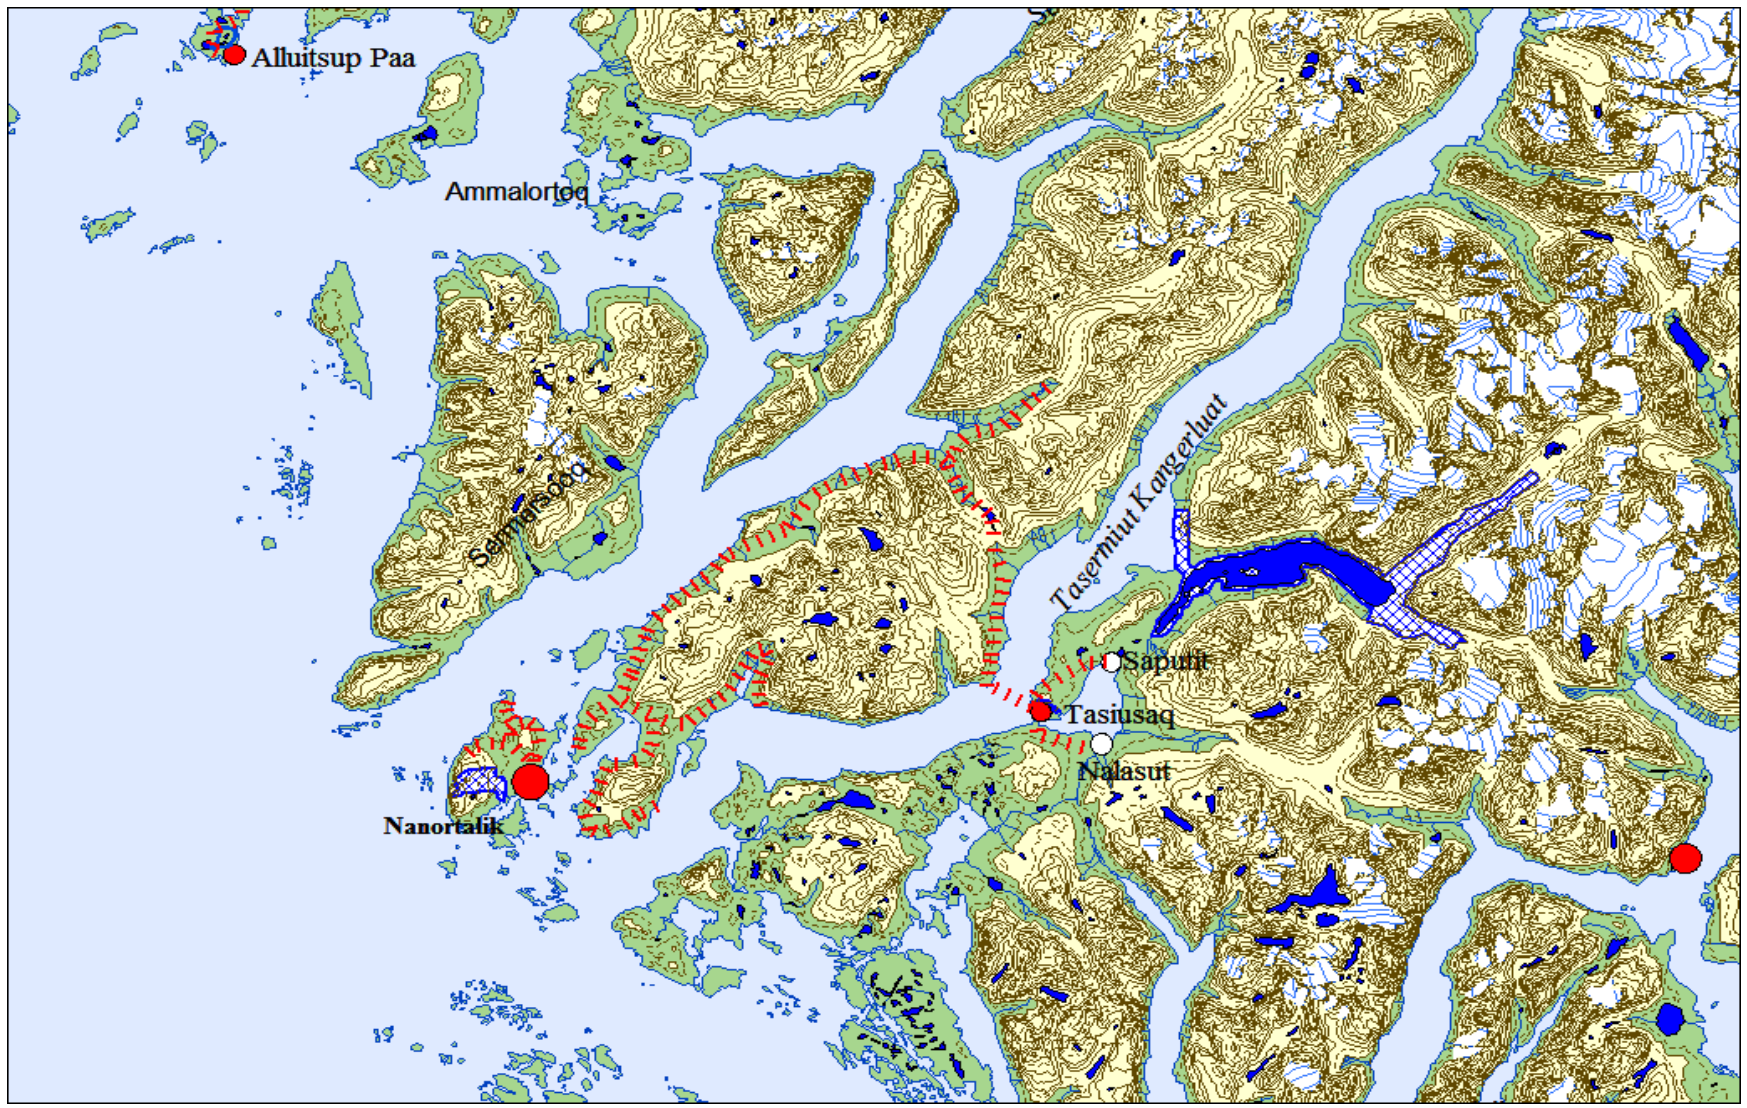 Alluitsup Paa
Ammalortoq
Sermersooq
Tasermiut Kangerluat
Saputit
Tasiusaq
Nalasut
Nanortalik